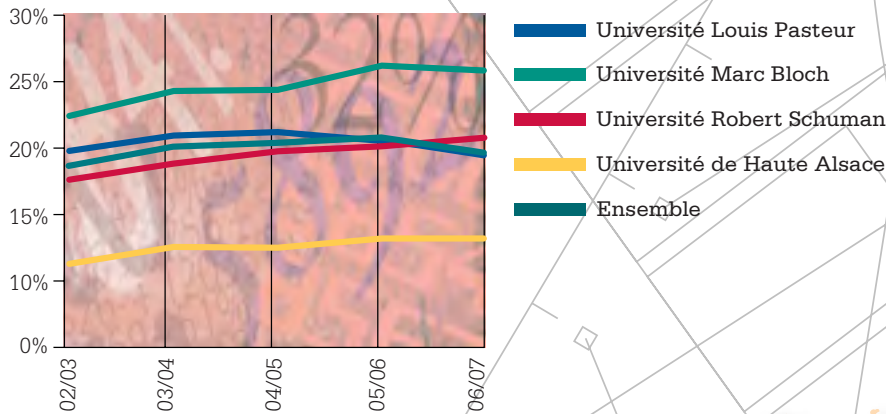 30%
25%
20%
15%
10%
0%
02/03
03/04
04/05
05/06
06/07
Université Louis Pasteur
Université Marc Bloch
Université Robert Schuman
Université de Haute Alsace
Ensemble